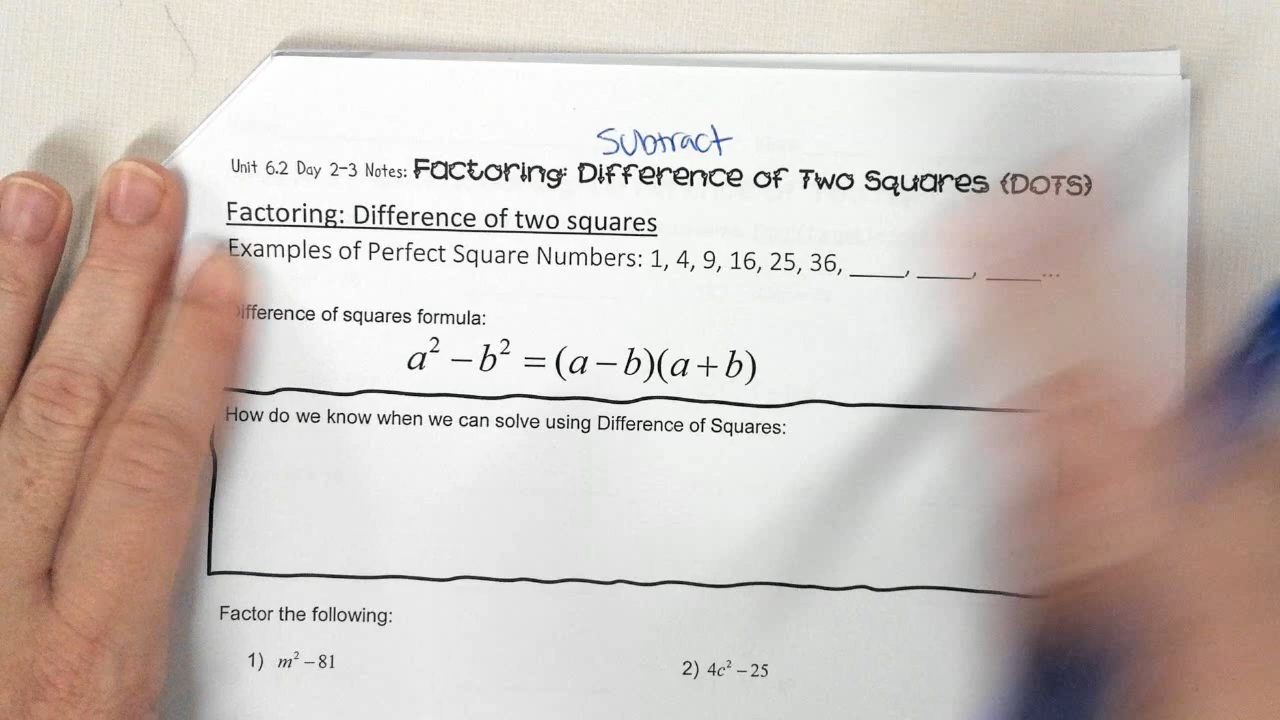 Subtract
Unit 6.2 Day 2-3 Notes: Factoring: Difference of Two Squares {DOTS}
Factoring: Difference of two squares
Examples of Perfect Square Numbers: 1, 4, 9, 16, 25, 36, ____, ____, ____...
Difference of squares formula:
a² − b² = (a − b)(a + b)
How do we know when we can solve using Difference of Squares:
Factor the following:
1) m² − 81
2) 4c² − 25